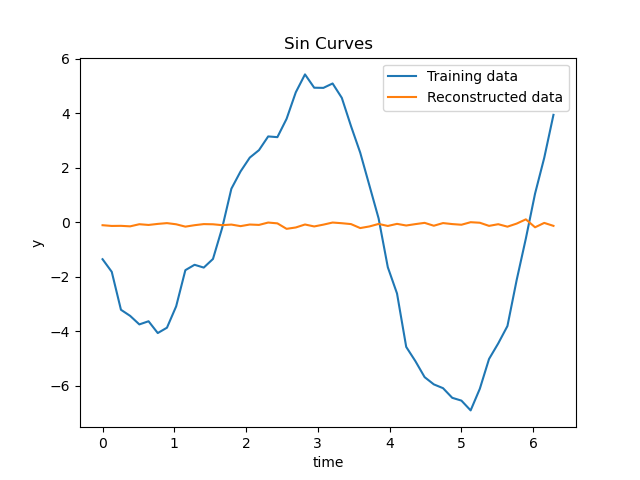 Sin Curves
Training data
Reconstructed data
6
4
2
0
−2
−4
−6
y
0 1 2 3 4 5 6
time